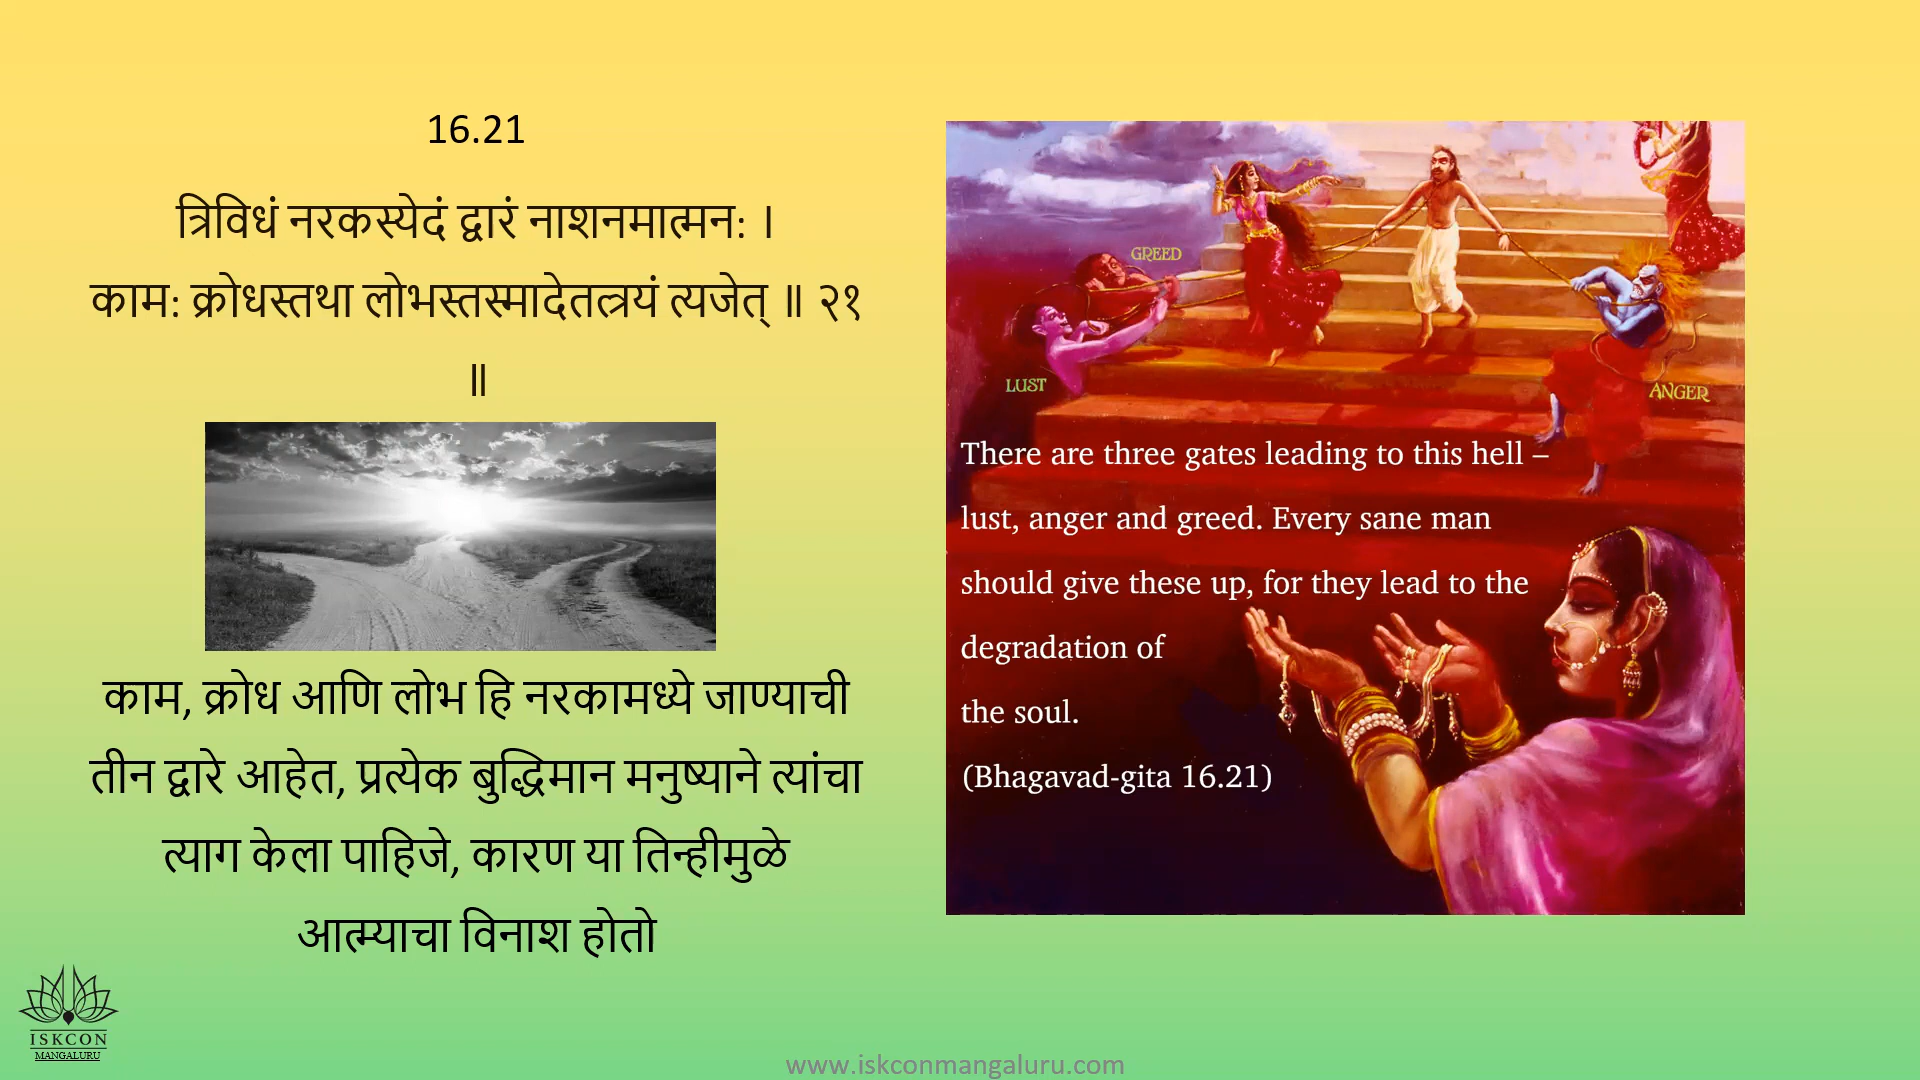 16.21
त्रिविधं नरकस्येदं द्वारं नाशनमात्मनः ।
कामः क्रोधस्तथा लोभस्तस्मादेतत्त्रयं त्यजेत् ॥ २१
॥
काम, क्रोध आणि लोभ हि नरकामध्ये जाण्याची
तीन द्वारे आहेत, प्रत्येक बुद्धिमान मनुष्याने त्यांचा
त्याग केला पाहिजे, कारण या तिन्हीमुळे
आत्म्याचा विनाश होतो
GREED
LUST
ANGER
There are three gates leading to this hell –
lust, anger and greed. Every sane man
should give these up, for they lead to the
degradation of
the soul.
(Bhagavad-gita 16.21)
ISKCON
MANGALURU
www.iskconmangaluru.com